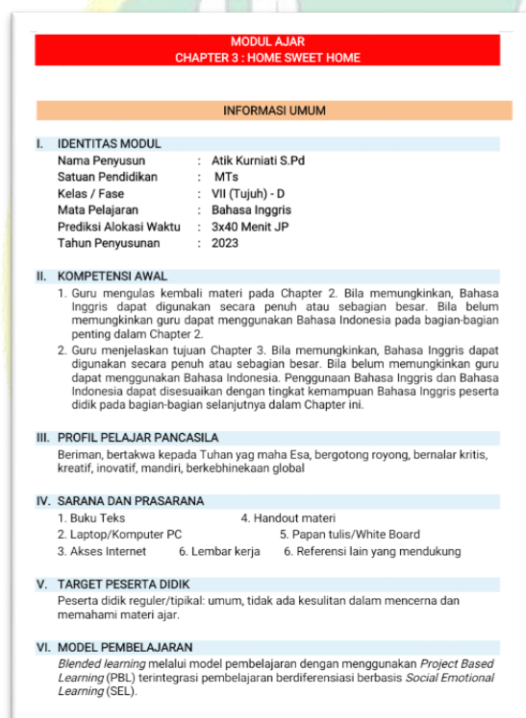 MODUL AJAR
CHAPTER 3 : HOME SWEET HOME
INFORMASI UMUM
I. IDENTITAS MODUL
Nama Penyusun : Atik Kurniati S.Pd
Satuan Pendidikan : MTs
Kelas / Fase : VII (Tujuh) - D
Mata Pelajaran : Bahasa Inggris
Prediksi Alokasi Waktu : 3x40 Menit JP
Tahun Penyusunan : 2023
II. KOMPETENSI AWAL
1. Guru mengulas kembali materi pada Chapter 2. Bila memungkinkan, Bahasa
Inggris dapat digunakan secara penuh atau sebagian besar. Bila belum
memungkinkan guru dapat menggunakan Bahasa Indonesia pada bagian-bagian
penting dalam Chapter 2.
2. Guru menjelaskan tujuan Chapter 3. Bila memungkinkan, Bahasa Inggris dapat
digunakan secara penuh atau sebagian besar. Bila belum memungkinkan guru
dapat menggunakan Bahasa Indonesia. Penggunaan Bahasa Inggris dan Bahasa
Indonesia dapat disesuaikan dengan tingkat kemampuan Bahasa Inggris peserta
didik pada bagian-bagian selanjutnya dalam Chapter ini.
III. PROFIL PELAJAR PANCASILA
Beriman, bertakwa kepada Tuhan yag maha Esa, bergotong royong, bernalar kritis,
kreatif, inovatif, mandiri, berkebhinekaan global
IV. SARANA DAN PRASARANA
1. Buku Teks 4. Handout materi
2. Laptop/Komputer PC 5. Papan tulis/White Board
3. Akses Internet 6. Lembar kerja 6. Referensi lain yang mendukung
V. TARGET PESERTA DIDIK
Peserta didik reguler/tipikal: umum, tidak ada kesulitan dalam mencerna dan
memahami materi ajar.
VI. MODEL PEMBELAJARAN
Blended learning melalui model pembelajaran dengan menggunakan Project Based
Learning (PBL) terintegrasi pembelajaran berdiferensiasi berbasis Social Emotional
Learning (SEL).